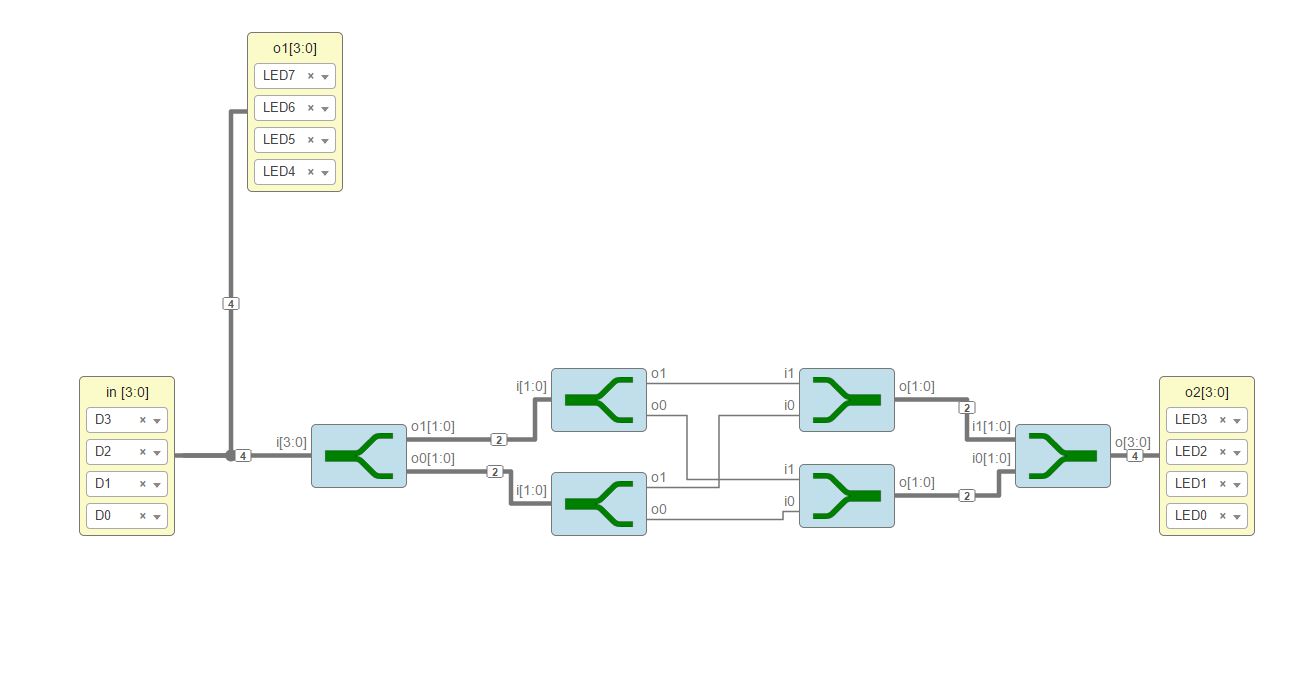 o1[3:0]
LED7 × ▾
LED6 × ▾
LED5 × ▾
LED4 × ▾
4
in [3:0]
D3 × ▾
D2 × ▾
D1 × ▾
D0 × ▾
4
i[3:0]
o1[1:0]
o0[1:0]
2
2
i[1:0]
o1
o0
i[1:0]
o1
o0
i1
i0
o[1:0]
2
i1
i0
o[1:0]
2
i1[1:0]
i0[1:0]
o[3:0]
4
o2[3:0]
LED3 × ▾
LED2 × ▾
LED1 × ▾
LED0 × ▾